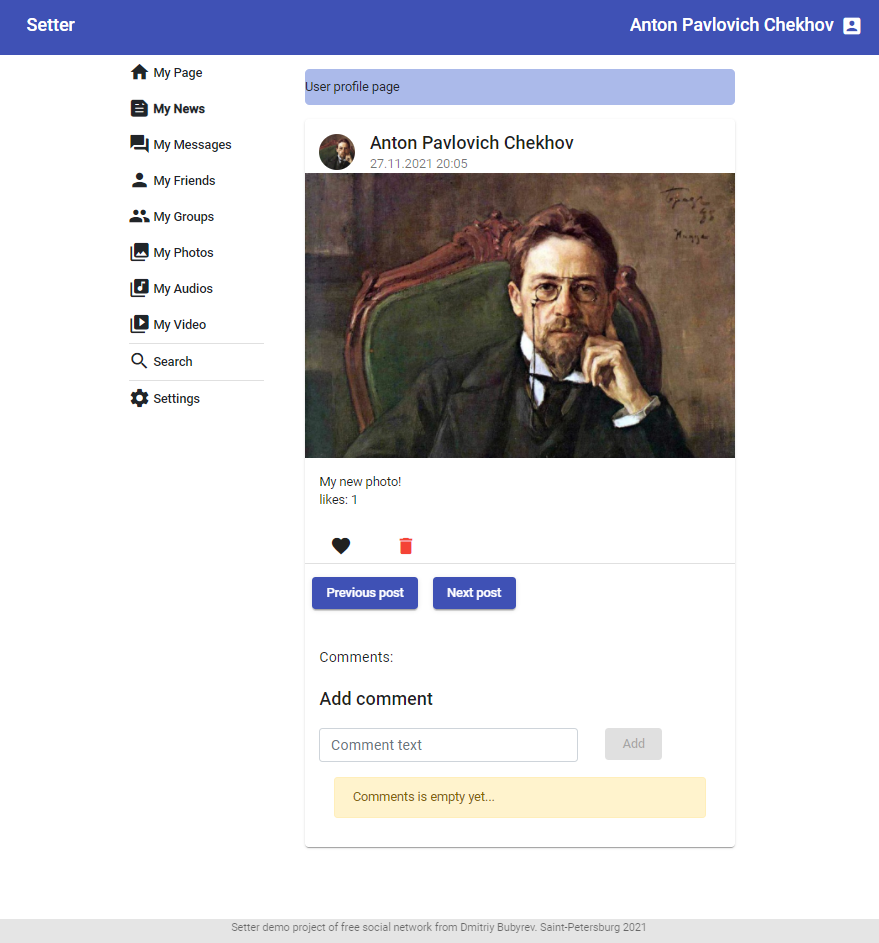 Setter
Anton Pavlovich Chekhov
My Page
My News
My Messages
My Friends
My Groups
My Photos
My Audios
My Video
Search
Settings
User profile page
Anton Pavlovich Chekhov
27.11.2021 20:05
My new photo!
likes: 1
Previous post
Next post
Comments:
Add comment
Comment text
Add
Comments is empty yet...
Setter demo project of free social network from Dmitriy Bubyrev. Saint-Petersburg 2021